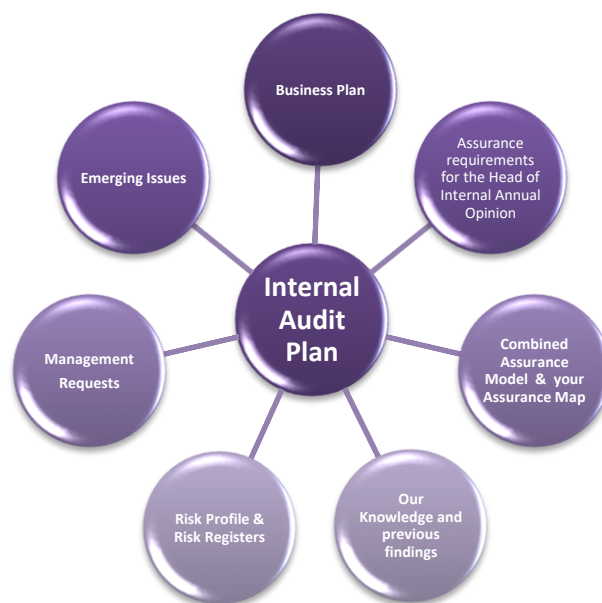 Business Plan
Assurance
requirements
for the Head of
Internal Annual
Opinion
Emerging Issues
Internal
Audit
Plan
Combined
Assurance
Model & your
Assurance Map
Management
Requests
Risk Profile &
Risk Registers
Our
Knowledge and
previous
findings